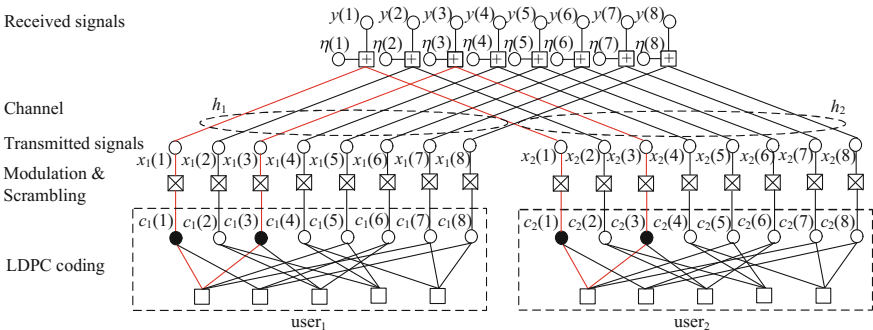 Received signals y(1) y(2) y(3) y(4) y(5) y(6) y(7) y(8)
η(1) η(2) η(3) η(4) η(5) η(6) η(7) η(8)
+ + + + + + + +
Channel h₁ h₂
Transmitted signals
x₁(1) x₁(2) x₁(3) x₁(4) x₁(5) x₁(6) x₁(7) x₁(8) x₂(1) x₂(2) x₂(3) x₂(4) x₂(5) x₂(6) x₂(7) x₂(8)
Modulation &
Scrambling
c₁(1) c₁(2) c₁(3) c₁(4) c₁(5) c₁(6) c₁(7) c₁(8) c₂(1) c₂(2) c₂(3) c₂(4) c₂(5) c₂(6) c₂(7) c₂(8)
LDPC coding
user₁ user₂